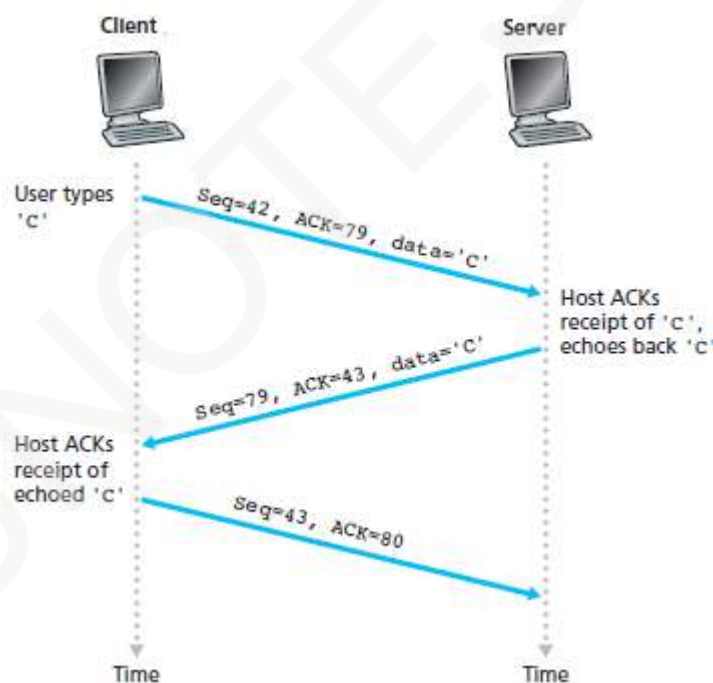 Client
Server
User types
'C'
Seq=42, ACK=79, data='C'
Host ACKs
receipt of 'C',
echoes back 'C'
Seq=79, ACK=43, data='C'
Host ACKs
receipt of
echoed 'C'
Seq=43, ACK=80
Time
Time